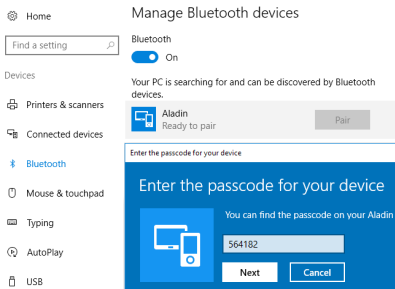 Home
Manage Bluetooth devices
Find a setting
Bluetooth
On
Devices
Your PC is searching for and can be discovered by Bluetooth
devices.
Printers & scanners
Aladin
Ready to pair
Pair
Connected devices
Bluetooth
Enter the passcode for your device
Mouse & touchpad
Enter the passcode for your device
Typing
You can find the passcode on your Aladin
564182
AutoPlay
Next
Cancel
USB